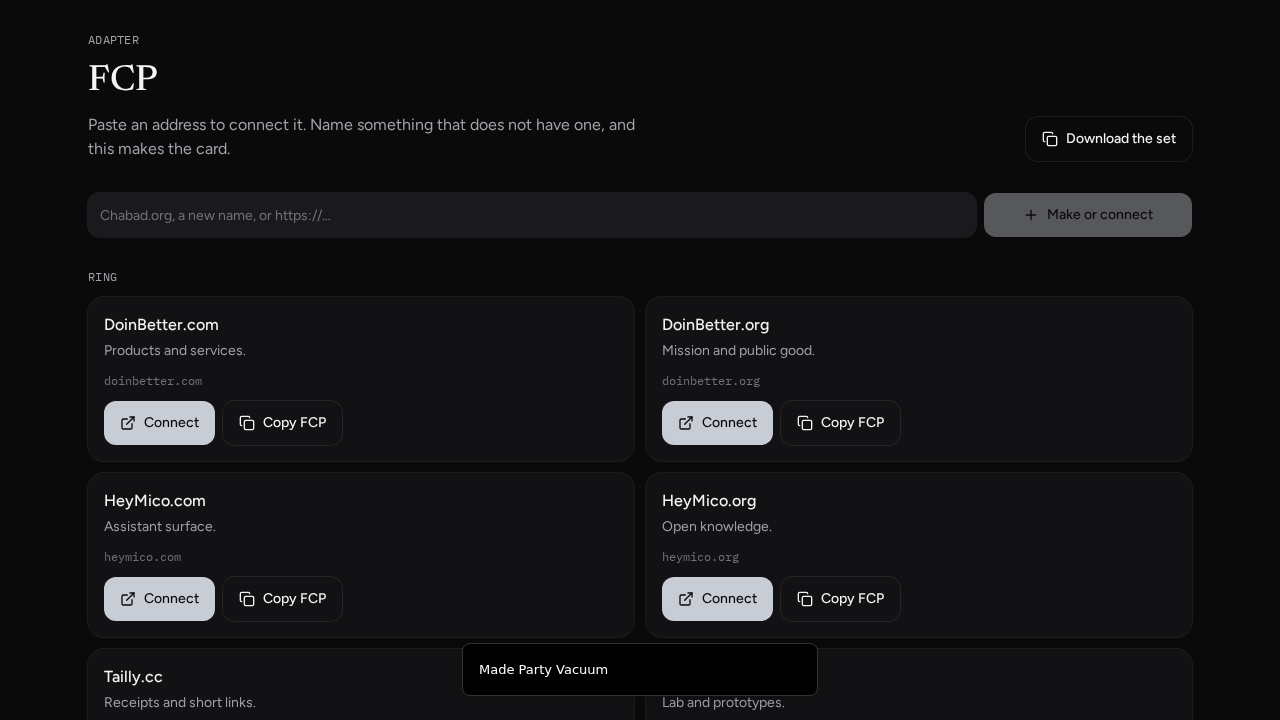 ADAPTER
FCP
Paste an address to connect it. Name something that does not have one, and
this makes the card.
Download the set
Chabad.org, a new name, or https://...
Make or connect
RING
DoinBetter.com
Products and services.
doinbetter.com
Connect
Copy FCP
DoinBetter.org
Mission and public good.
doinbetter.org
Connect
Copy FCP
HeyMico.com
Assistant surface.
heymico.com
Connect
Copy FCP
HeyMico.org
Open knowledge.
heymico.org
Connect
Copy FCP
Tailly.cc
Receipts and short links.
Lab and prototypes.
Made Party Vacuum